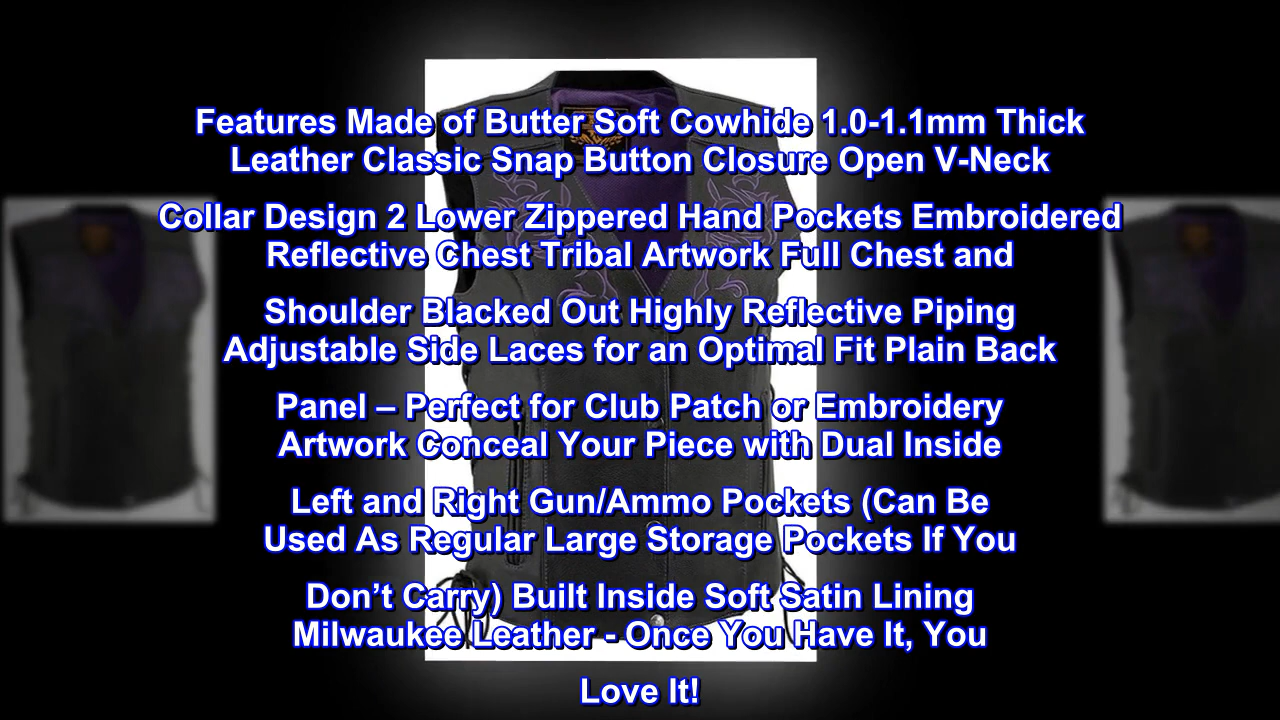 Features Made of Butter Soft Cowhide 1.0-1.1mm Thick
Leather Classic Snap Button Closure Open V-Neck
Collar Design 2 Lower Zippered Hand Pockets Embroidered
Reflective Chest Tribal Artwork Full Chest and
Shoulder Blacked Out Highly Reflective Piping
Adjustable Side Laces for an Optimal Fit Plain Back
Panel – Perfect for Club Patch or Embroidery
Artwork Conceal Your Piece with Dual Inside
Left and Right Gun/Ammo Pockets (Can Be
Used As Regular Large Storage Pockets If You
Don’t Carry) Built Inside Soft Satin Lining
Milwaukee Leather - Once You Have It, You
Love It!